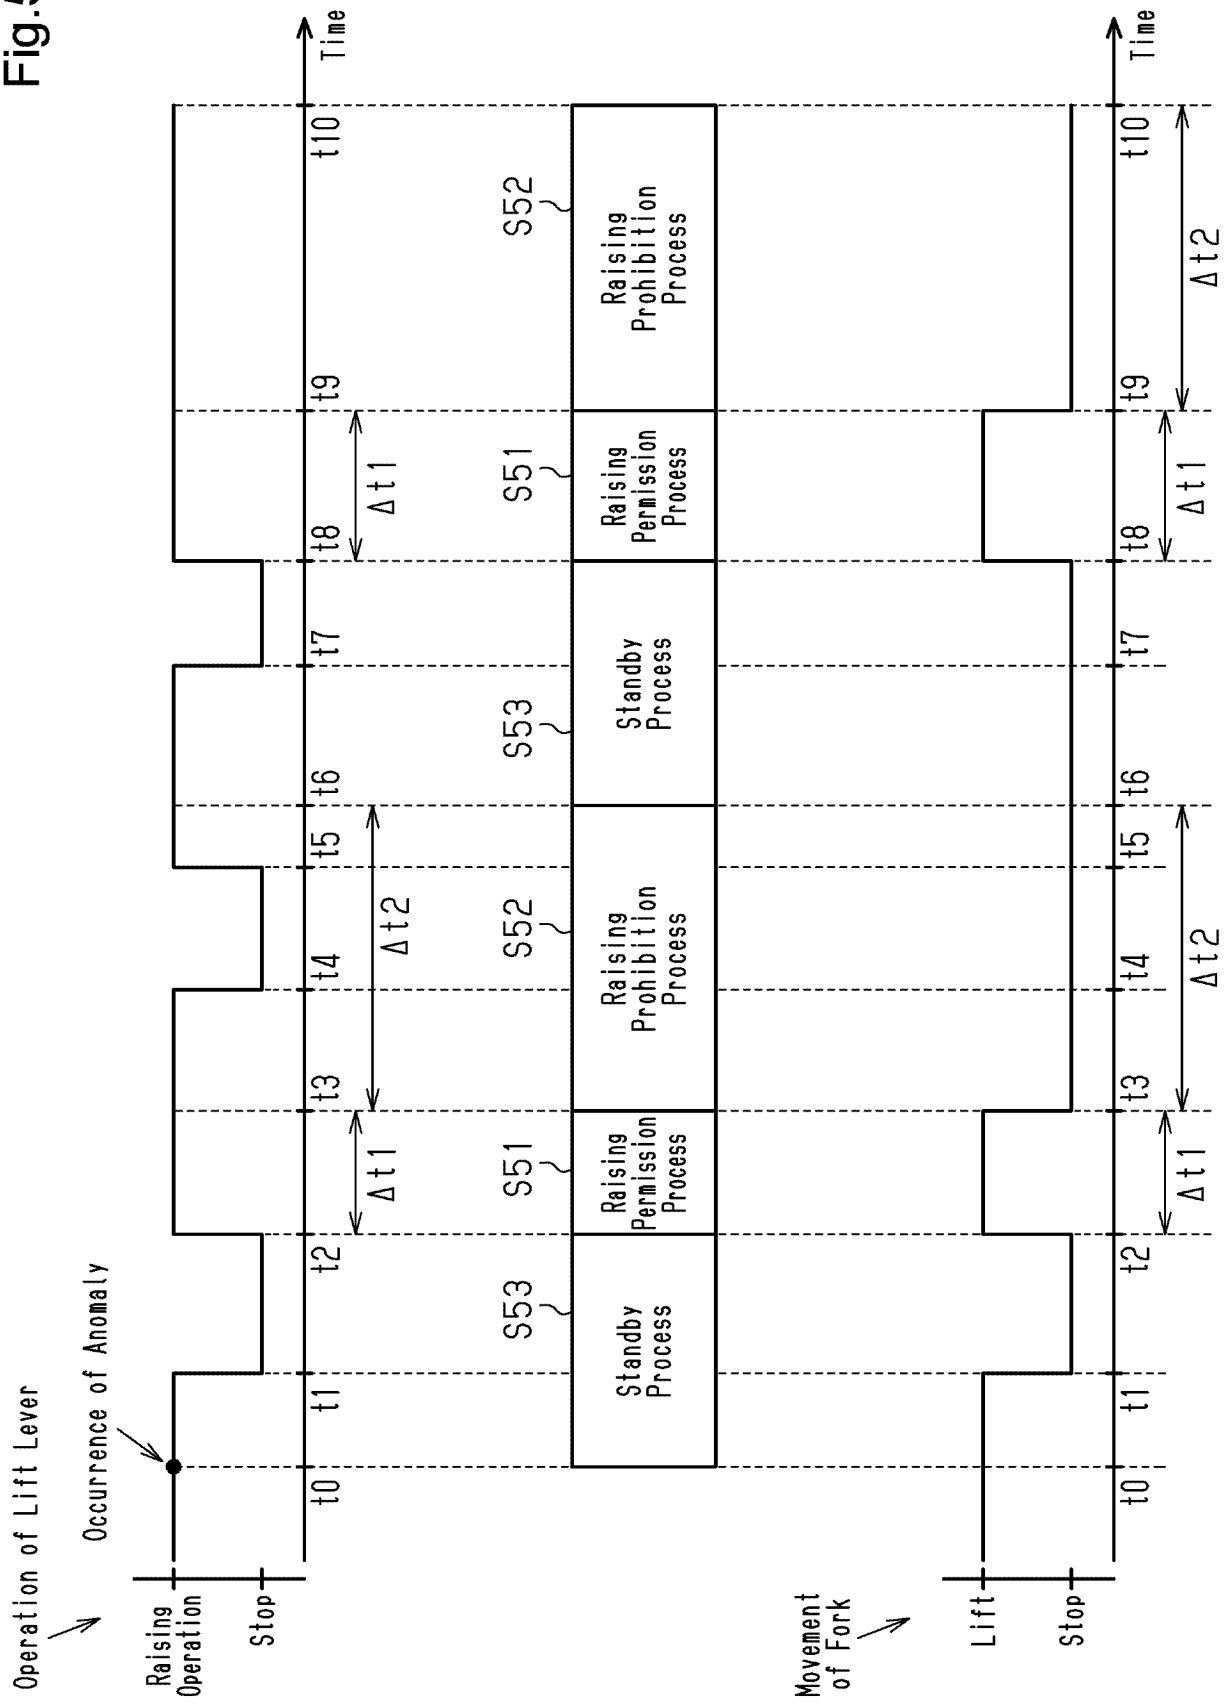 Fig.5
Operation of Lift Lever
Occurrence of Anomaly
Raising
Operation
Stop
t0
t1
t2
t3
t4
t5
t6
t7
t8
t9
t10
Time
Δt1
Δt2
Δt1
S53
S51
S52
S53
S51
S52
Standby
Process
Raising
Permission
Process
Raising
Prohibition
Process
Standby
Process
Raising
Permission
Process
Raising
Prohibition
Process
Movement
of Fork
Lift
Stop
t0
t1
t2
t3
t4
t5
t6
t7
t8
t9
t10
Time
Δt1
Δt2
Δt1
Δt2